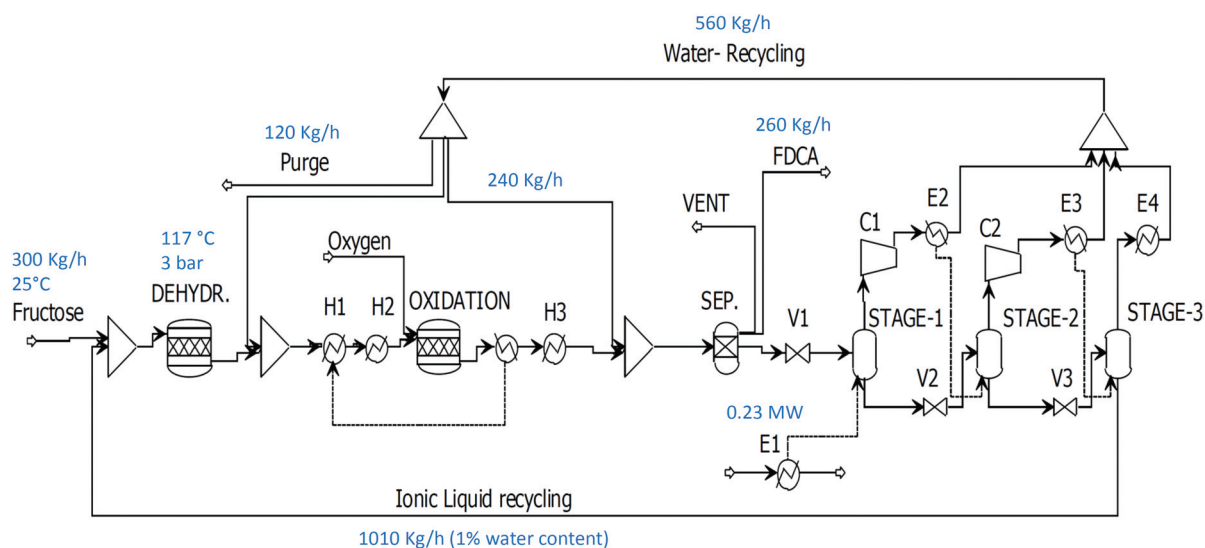 560 Kg/h
Water- Recycling
120 Kg/h
Purge
240 Kg/h
260 Kg/h
FDCA
VENT
E2
E3
E4
C1
C2
Oxygen
117 °C
3 bar
DEHYDR.
300 Kg/h
25°C
Fructose
H1
H2
OXIDATION
H3
SEP.
V1
STAGE-1
STAGE-2
STAGE-3
V2
V3
0.23 MW
E1
Ionic Liquid recycling
1010 Kg/h (1% water content)